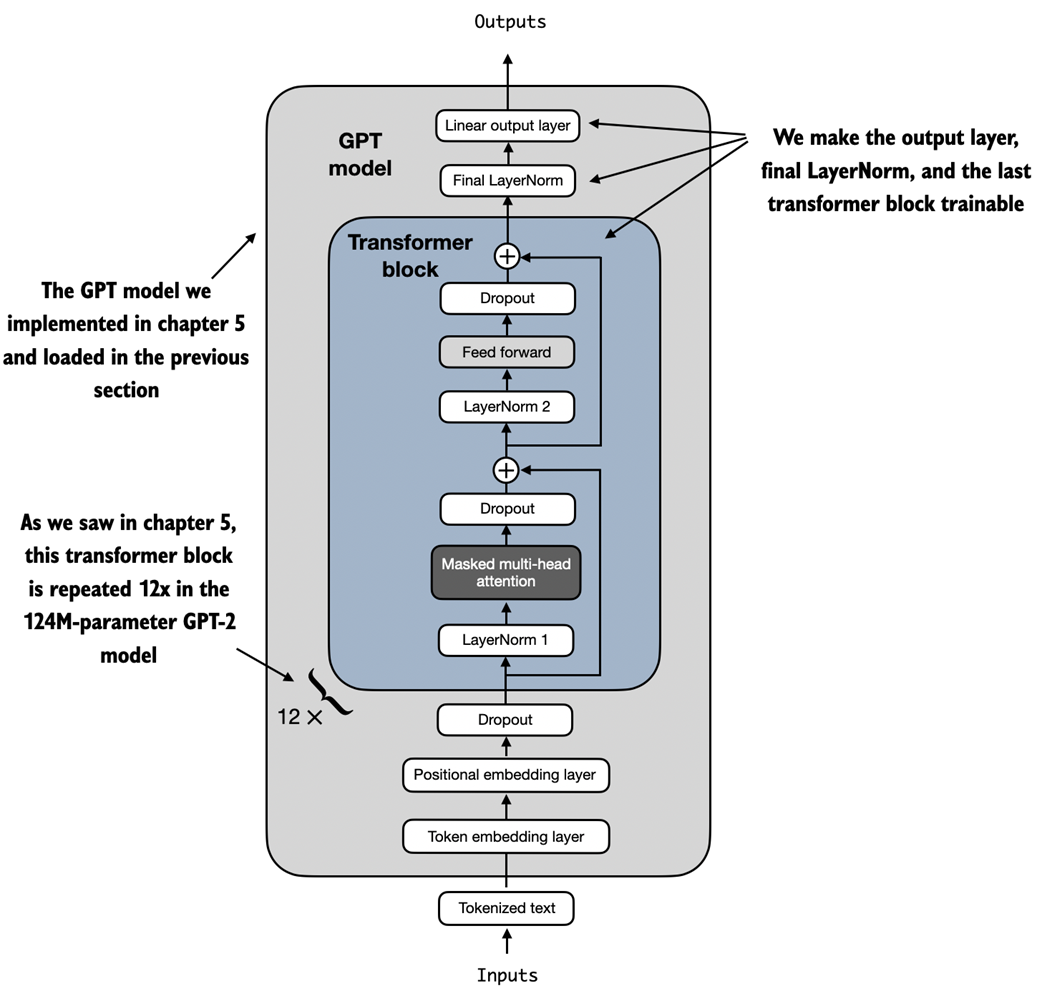 Outputs
Linear output layer
GPT
model
Final LayerNorm
We make the output layer,
final LayerNorm, and the last
transformer block trainable
Transformer
block
Dropout
Feed forward
LayerNorm 2
The GPT model we
implemented in chapter 5
and loaded in the previous
section
Dropout
Masked multi-head
attention
LayerNorm 1
As we saw in chapter 5,
this transformer block
is repeated 12x in the
124M-parameter GPT-2
model
12 ×
Dropout
Positional embedding layer
Token embedding layer
Tokenized text
Inputs